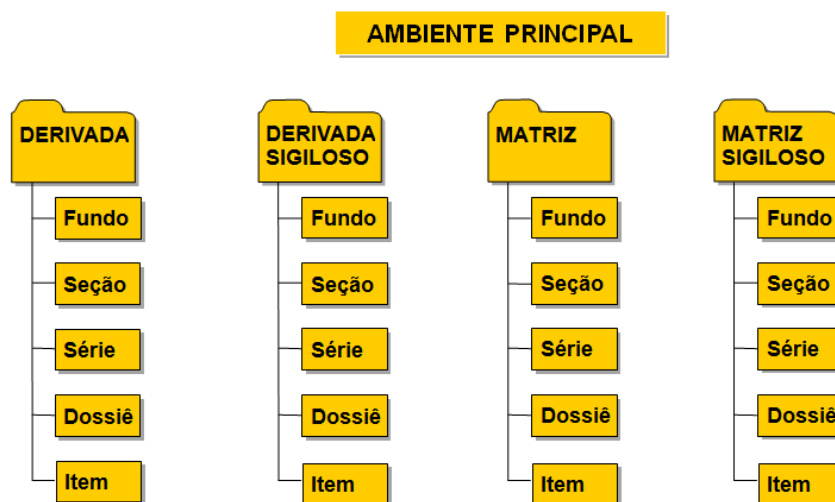 AMBIENTE PRINCIPAL
DERIVADA
Fundo
Seção
Série
Dossiê
Item
DERIVADA
SIGILOSO
Fundo
Seção
Série
Dossiê
Item
MATRIZ
Fundo
Seção
Série
Dossiê
Item
MATRIZ
SIGILOSO
Fundo
Seção
Série
Dossiê
Item